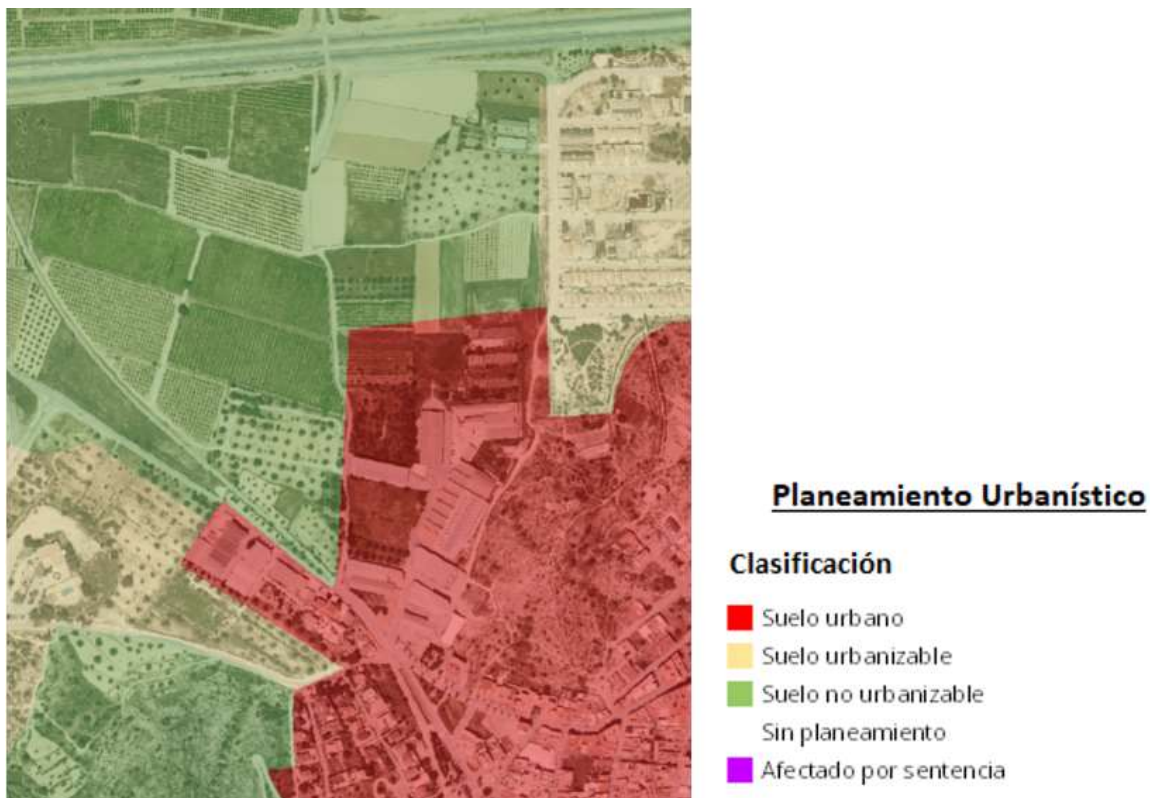 Planeamiento Urbanístico
Clasificación
Suelo urbano
Suelo urbanizable
Suelo no urbanizable
Sin planeamiento
Afectado por sentencia